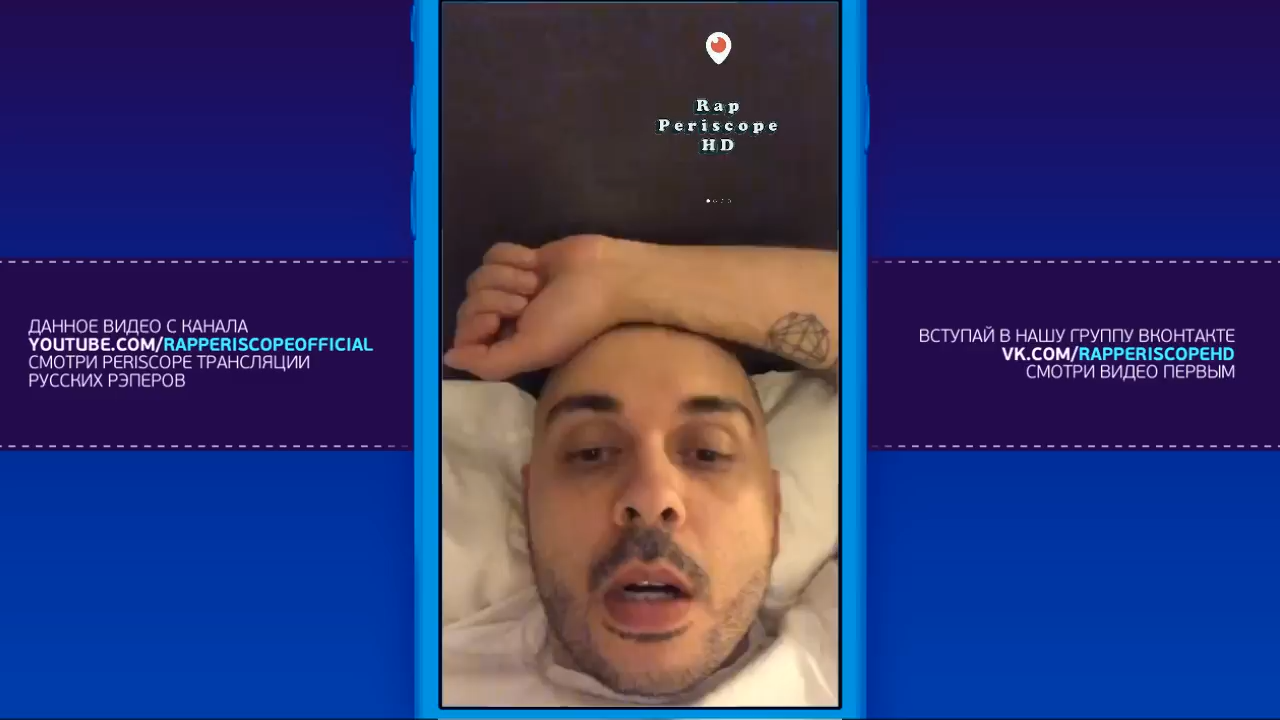 Rap
Periscope
HD
ДАННОЕ ВИДЕО С КАНАЛА
YOUTUBE.COM/RAPPERISCOPEOFFICIAL
СМОТРИ PERISCOPE ТРАНСЛЯЦИИ
РУССКИХ РЭПЕРОВ
ВСТУПАЙ В НАШУ ГРУППУ ВКОНТАКТЕ
VK.COM/RAPPERISCOPEHD
СМОТРИ ВИДЕО ПЕРВЫМ